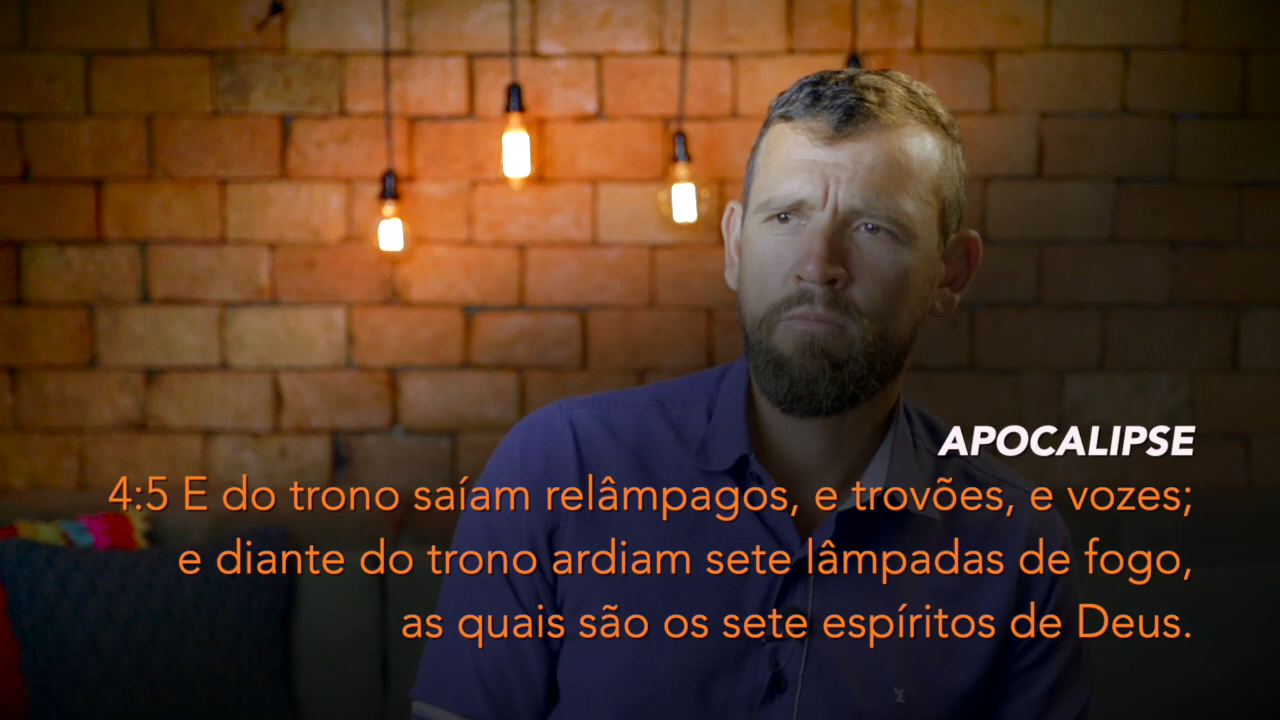 APOCALIPSE
4:5 E do trono saíam relâmpagos, e trovões, e vozes;
e diante do trono ardiam sete lâmpadas de fogo,
as quais são os sete espíritos de Deus.